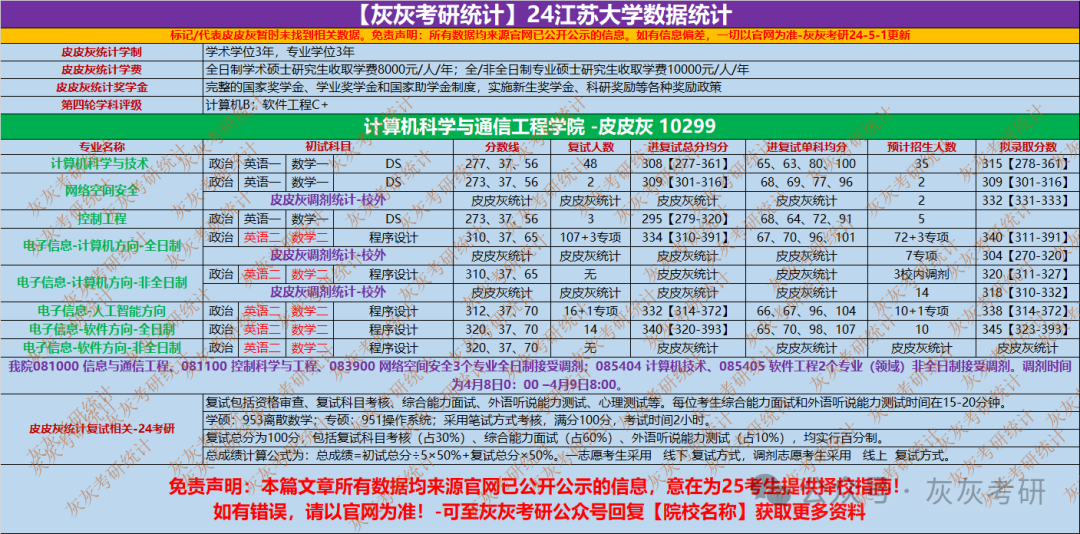 【灰灰考研统计】24江苏大学数据统计
标记/代表皮皮灰暂时未找到相关数据。免责声明：所有数据均来源官网已公开公示的信息。如有信息偏差，一切以官网为准-灰灰考研24-5-1更新
皮皮灰统计学制 学术学位3年，专业学位3年
皮皮灰统计学费 全日制学术硕士研究生收取学费8000元/人/年；全/非全日制专业硕士研究生收取学费10000元/人/年
皮皮灰统计奖学金 完整的国家奖学金、学业奖学金和国家助学金制度，实施新生奖学金、科研奖励等各种奖励政策
第四轮学科评级 计算机B；软件工程C+
计算机科学与通信工程学院 -皮皮灰 10299
专业名称 初试科目 分数线 复试人数 进复试总分均分 进复试单科均分 预计招生人数 拟录取分数
计算机科学与技术 政治 英语一 数学一 DS 277，37，56 48 308【277-361】 65，63，80，100 35 315【278-361】
网络空间安全 政治 英语一 数学一 DS 273，37，56 2 309【301-316】 68，69，77，96 2 309【301-316】
皮皮灰调剂统计-校外 皮皮灰统计 皮皮灰统计 皮皮灰统计 皮皮灰统计 2 332【331-333】
控制工程 政治 英语一 数学一 DS 273，37，56 3 295【279-320】 68，64，72，91 5
电子信息-计算机方向-全日制 政治 英语二 数学二 程序设计 310，37，65 107+3专项 334【310-391】 67，70，96，101 72+3专项 340【311-391】
皮皮灰调剂统计-校外 皮皮灰统计 皮皮灰统计 皮皮灰统计 皮皮灰统计 7专项 304【270-320】
电子信息-计算机方向-非全日制 政治 英语二 数学二 程序设计 310，37，65 无 皮皮灰统计 皮皮灰统计 3校内调剂 320【311-327】
皮皮灰调剂统计-校外 皮皮灰统计 皮皮灰统计 皮皮灰统计 皮皮灰统计 14 318【310-332】
电子信息-人工智能方向 政治 英语二 数学二 程序设计 312，37，70 16+1专项 332【314-372】 66，67，96，104 10+1专项 338【314-372】
电子信息-软件方向-全日制 政治 英语二 数学二 程序设计 320，37，70 14 340【320-393】 65，70，98，107 10 345【323-393】
电子信息-软件方向-非全日制 政治 英语二 数学二 程序设计 320，37，70 无 皮皮灰统计 皮皮灰统计 皮皮灰统计 皮皮灰统计
我院081000 信息与通信工程、081100 控制科学与工程、083900 网络空间安全3个专业全日制接受调剂；085404 计算机技术、085405 软件工程2个专业（领域）非全日制接受调剂。调剂时间
为4月8日0：00 –4月9日8:00。
皮皮灰统计复试相关-24考研
复试包括资格审查、复试科目考核、综合能力面试、外语听说能力测试、心理测试等。每位考生综合能力面试和外语听说能力测试时间在15-20分钟。
学硕：953离散数学；专硕：951操作系统；采用笔试方式考核，满分100分，考试时间2小时。
复试总分为100分，包括复试科目考核（占30%）、综合能力面试（占60%）、外语听说能力测试（占10%），均实行百分制。
总成绩计算公式为：总成绩=初试总分÷5×50%+复试总分×50%。一志愿考生采用 线下 复试方式，调剂志愿考生采用 线上 复试方式。
免责声明：本篇文章所有数据均来源官网已公开公示的信息，意在为25考生提供择校指南！
如有错误，请以官网为准！-可至灰灰考研公众号回复【院校名称】获取更多资料
公众号 · 灰灰考研